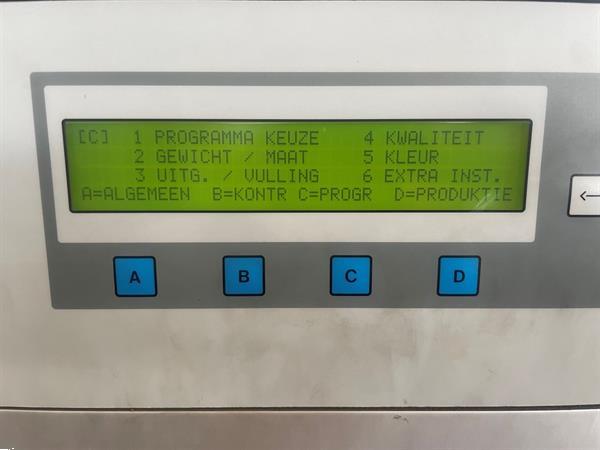 [C] 1 PROGRAMMA KEUZE 4 KWALITEIT
2 GEWICHT / MAAT 5 KLEUR
3 UITG. / VULLING 6 EXTRA INST.
A=ALGEMEEN B=KONTR C=PROGR D=PRODUKTIE
A B C D